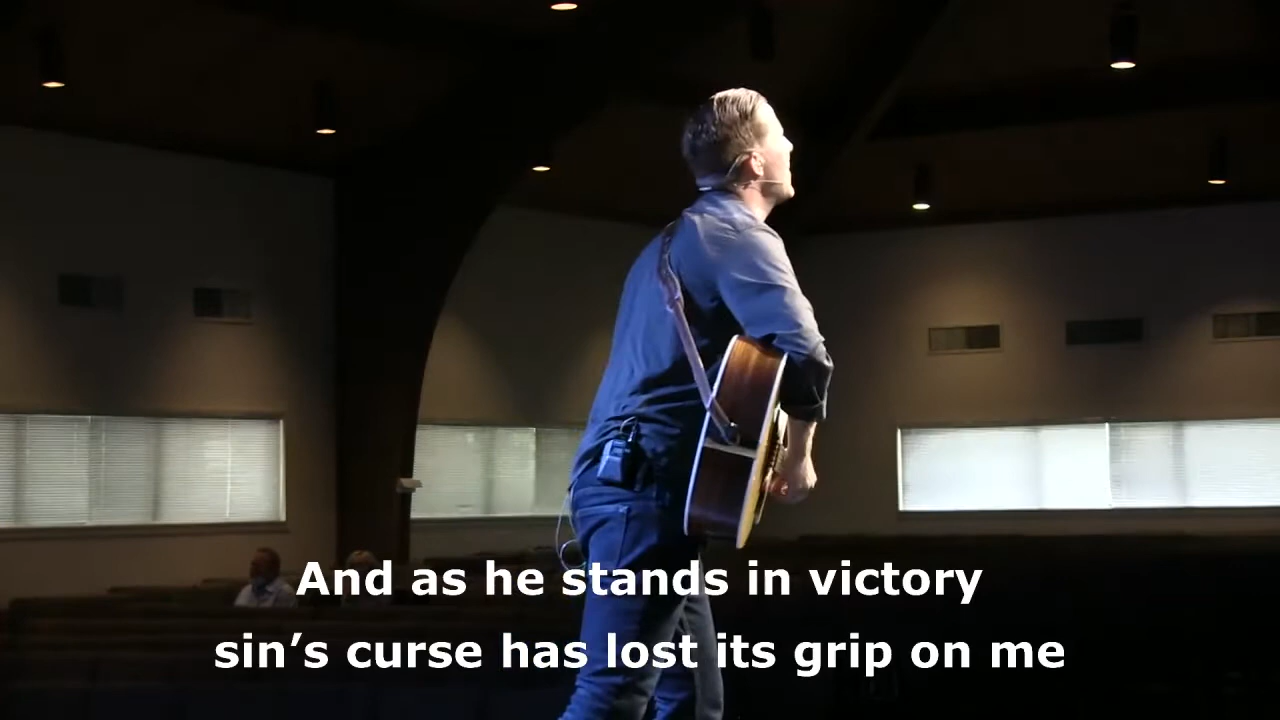 And as he stands in victory
sin’s curse has lost its grip on me